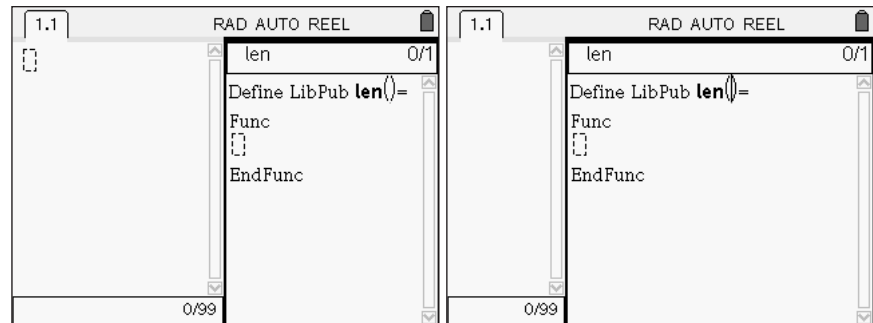 1.1 RAD AUTO REEL
len 0/1
Define LibPub len()=
Func
EndFunc
0/99
1.1 RAD AUTO REEL
len 0/1
Define LibPub len()=
Func
EndFunc
0/99